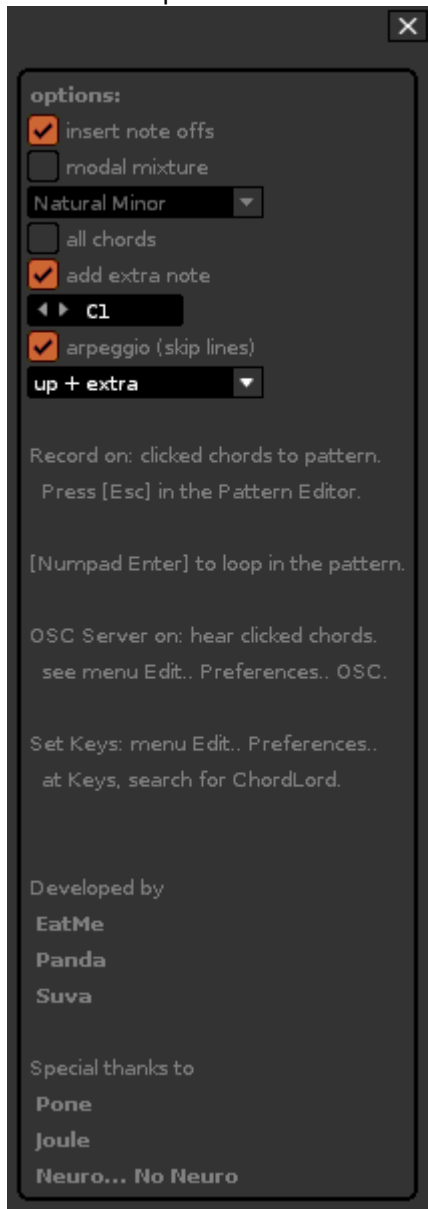 options:
insert note offs
modal mixture
Natural Minor
all chords
add extra note
C1
arpeggio (skip lines)
up + extra
Record on: clicked chords to pattern.
Press [Esc] in the Pattern Editor.
[Numpad Enter] to loop in the pattern.
OSC Server on: hear clicked chords.
see menu Edit.. Preferences.. OSC.
Set Keys: menu Edit.. Preferences..
at Keys, search for ChordLord.
Developed by
EatMe
Panda
Suva
Special thanks to
Pone
Joule
Neuro... No Neuro